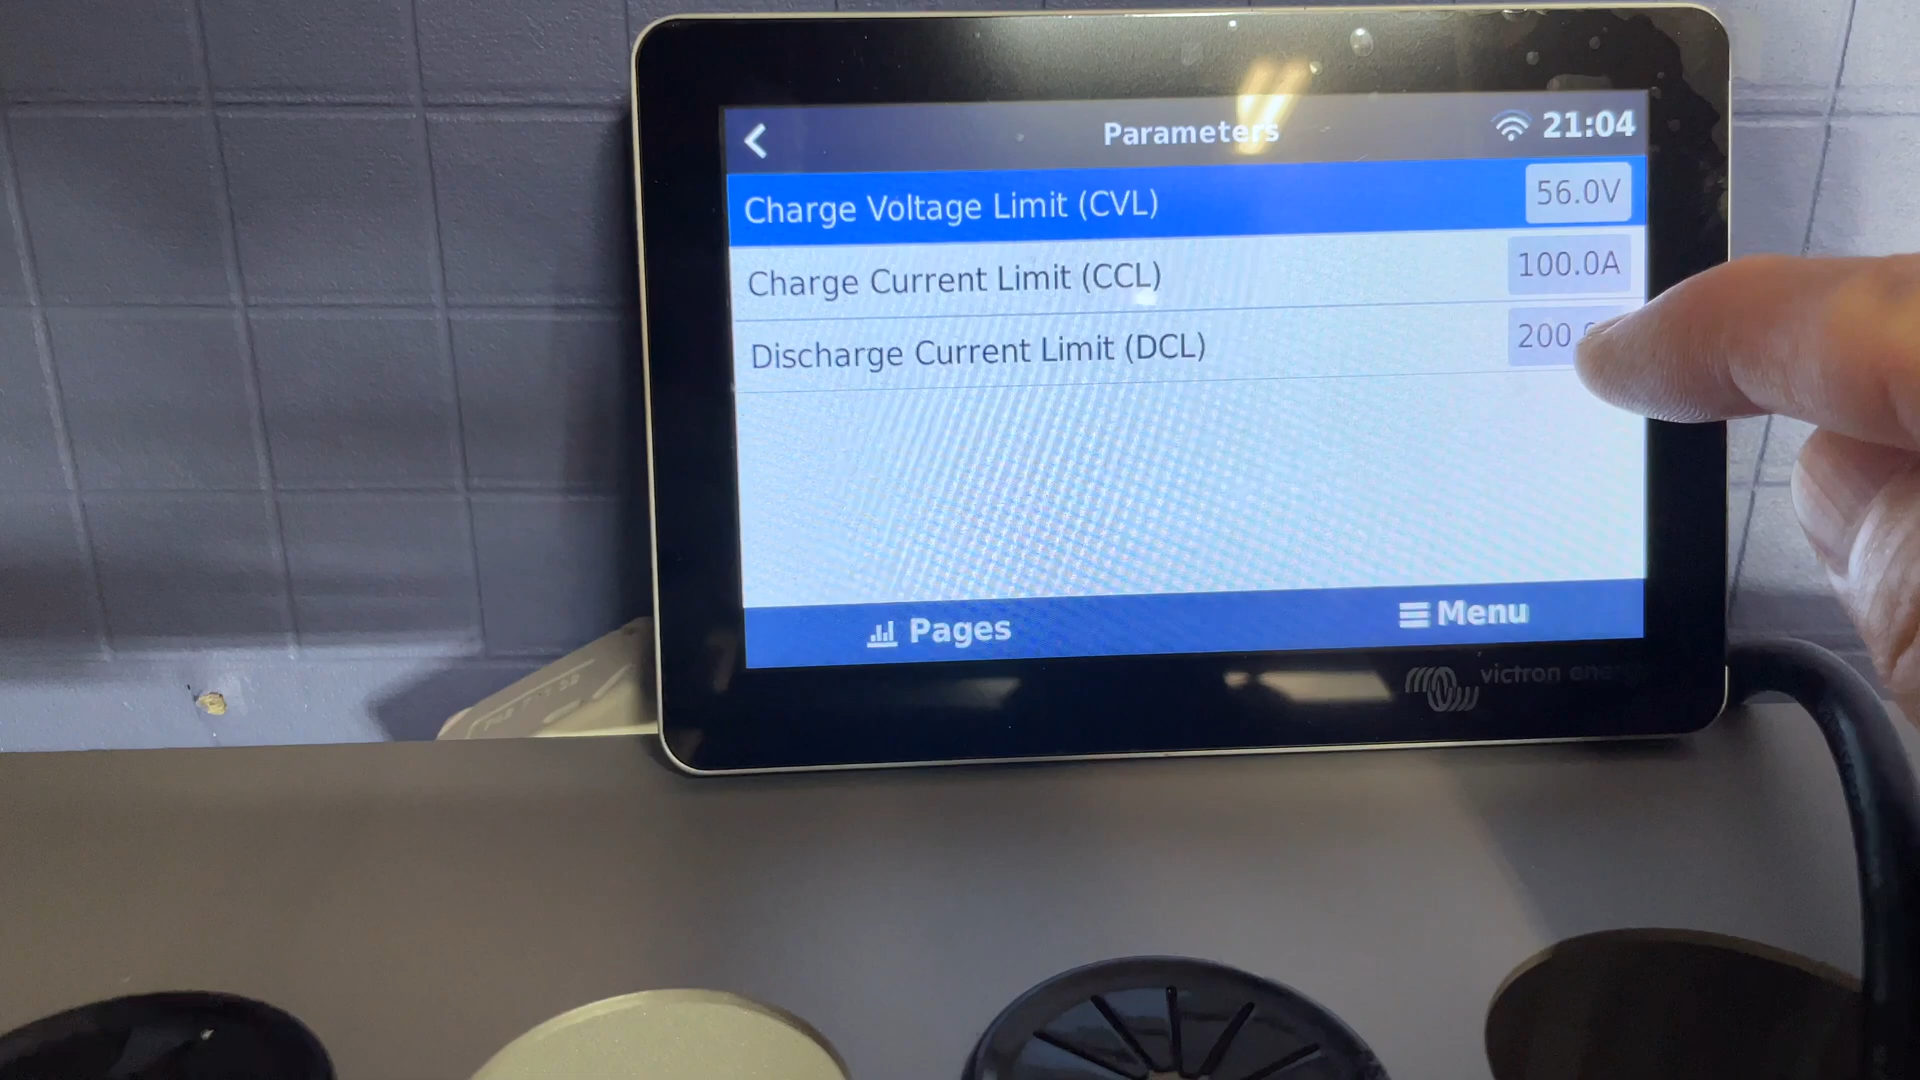 Parameters
21:04
Charge Voltage Limit (CVL)
56.0V
Charge Current Limit (CCL)
100.0A
Discharge Current Limit (DCL)
200
Pages
Menu
victron energy